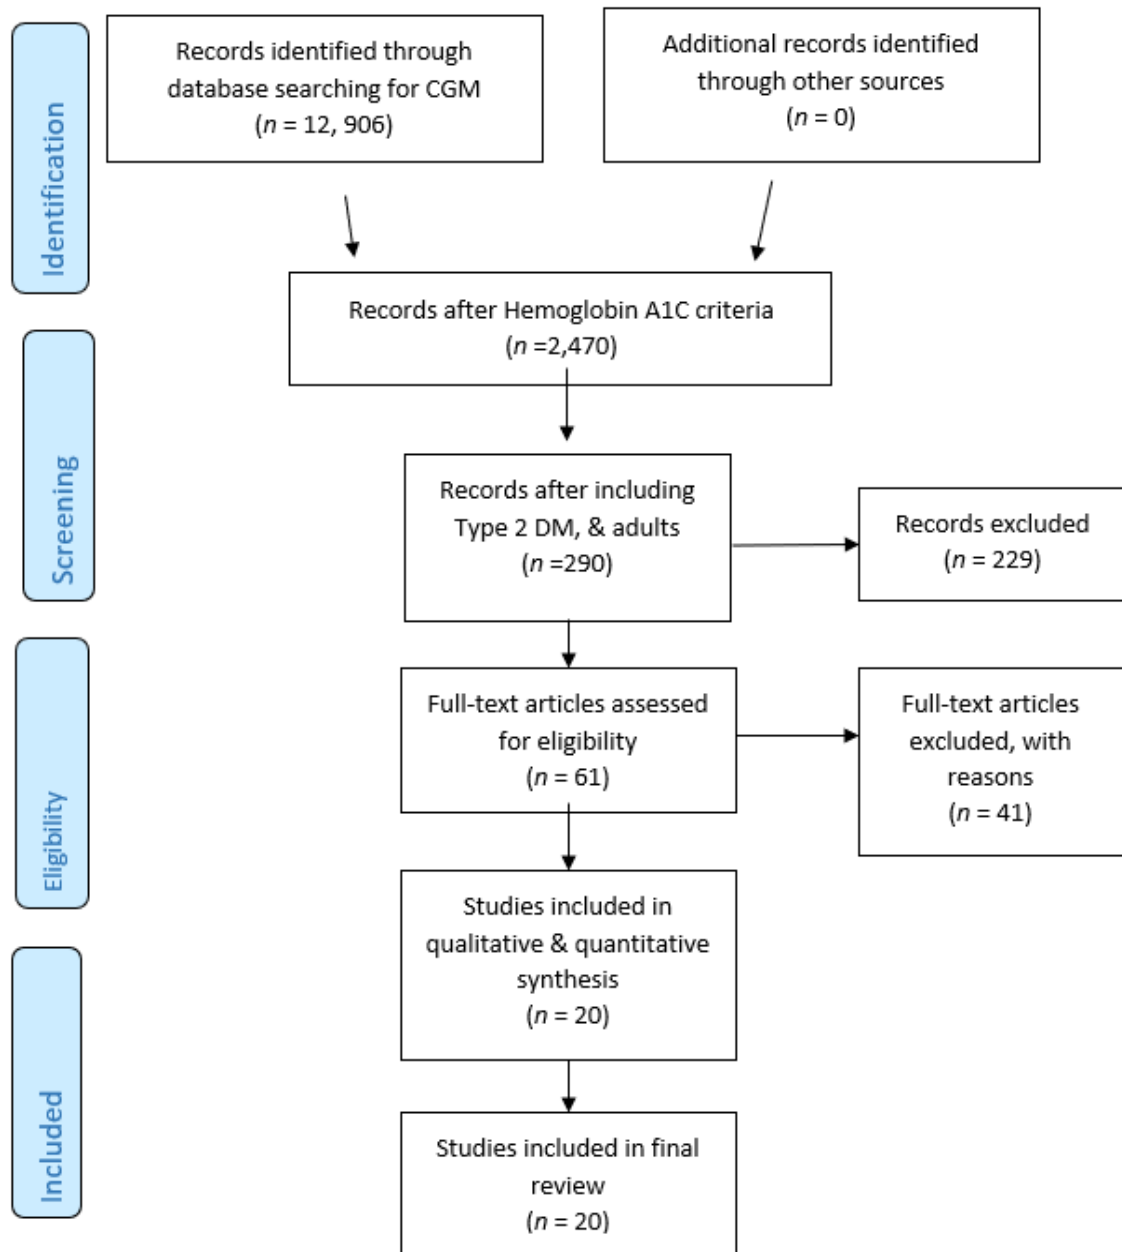 Identification
Records identified through
database searching for CGM
(n = 12, 906)
Additional records identified
through other sources
(n = 0)
Records after Hemoglobin A1C criteria
(n =2,470)
Screening
Records after including
Type 2 DM, & adults
(n =290)
Records excluded
(n = 229)
Eligibility
Full-text articles assessed
for eligibility
(n = 61)
Full-text articles
excluded, with
reasons
(n = 41)
Studies included in
qualitative & quantitative
synthesis
(n = 20)
Included
Studies included in final
review
(n = 20)